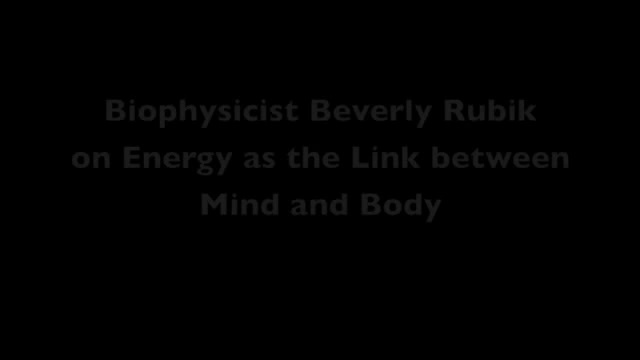 Biophysicist Beverly Rubik
on Energy as the Link between
Mind and Body